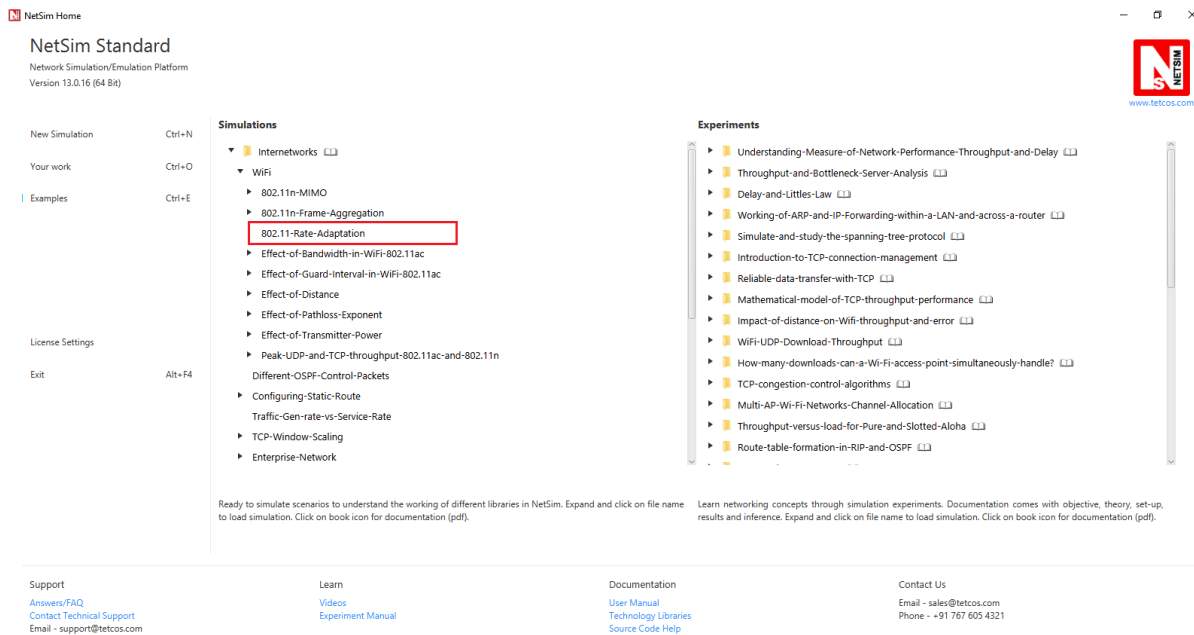 NetSim Home
NetSim Standard
Network Simulation/Emulation Platform
Version 13.0.16 (64 Bit)
NETSIM
www.tetcos.com
New Simulation Ctrl+N
Your work Ctrl+O
Examples Ctrl+E
License Settings
Exit Alt+F4
Simulations
Internetworks
WiFi
802.11n-MIMO
802.11n-Frame-Aggregation
802.11-Rate-Adaptation
Effect-of-Bandwidth-in-WiFi-802.11ac
Effect-of-Guard-Interval-in-WiFi-802.11ac
Effect-of-Distance
Effect-of-Pathloss-Exponent
Effect-of-Transmitter-Power
Peak-UDP-and-TCP-throughput-802.11ac-and-802.11n
Different-OSPF-Control-Packets
Configuring-Static-Route
Traffic-Gen-rate-vs-Service-Rate
TCP-Window-Scaling
Enterprise-Network
Ready to simulate scenarios to understand the working of different libraries in NetSim. Expand and click on file name
to load simulation. Click on book icon for documentation (pdf).
Experiments
Understanding-Measure-of-Network-Performance-Throughput-and-Delay
Throughput-and-Bottleneck-Server-Analysis
Delay-and-Littles-Law
Working-of-ARP-and-IP-Forwarding-within-a-LAN-and-across-a-router
Simulate-and-study-the-spanning-tree-protocol
Introduction-to-TCP-connection-management
Reliable-data-transfer-with-TCP
Mathematical-model-of-TCP-throughput-performance
Impact-of-distance-on-Wifi-throughput-and-error
WiFi-UDP-Download-Throughput
How-many-downloads-can-a-Wi-Fi-access-point-simultaneously-handle?
TCP-congestion-control-algorithms
Multi-AP-Wi-Fi-Networks-Channel-Allocation
Throughput-versus-load-for-Pure-and-Slotted-Aloha
Route-table-formation-in-RIP-and-OSPF
Learn networking concepts through simulation experiments. Documentation comes with objective, theory, set-up,
results and inference. Expand and click on file name to load simulation. Click on book icon for documentation (pdf).
Support
Answers/FAQ
Contact Technical Support
Email - support@tetcos.com
Learn
Videos
Experiment Manual
Documentation
User Manual
Technology Libraries
Source Code Help
Contact Us
Email - sales@tetcos.com
Phone - +91 767 605 4321